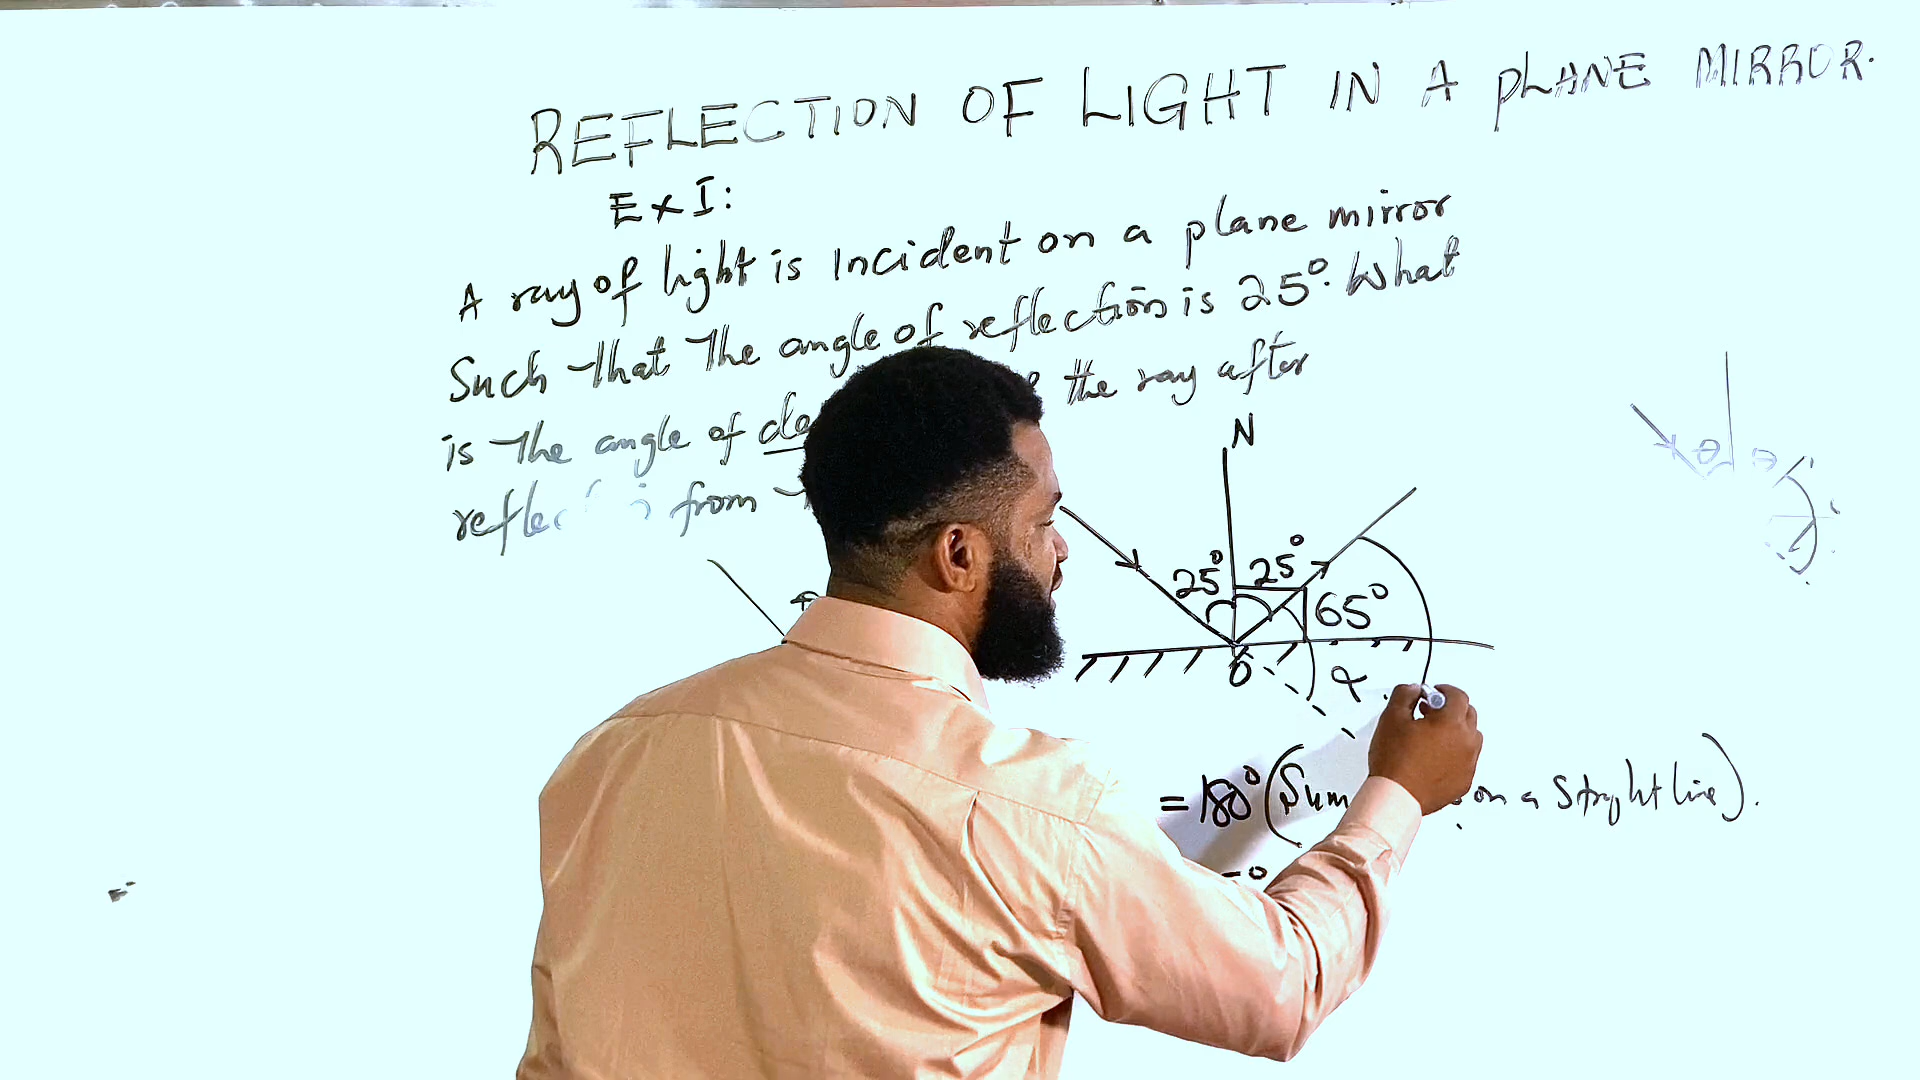 REFLECTION OF LIGHT IN A PLANE MIRROR.
Ex I:
A ray of light is Incident on a plane mirror
Such that the angle of reflection is 25°. What
is the angle of the ray after
from
N
25° 25°
65°
O α
θ θ
= 180° (Sum on a Straight line).